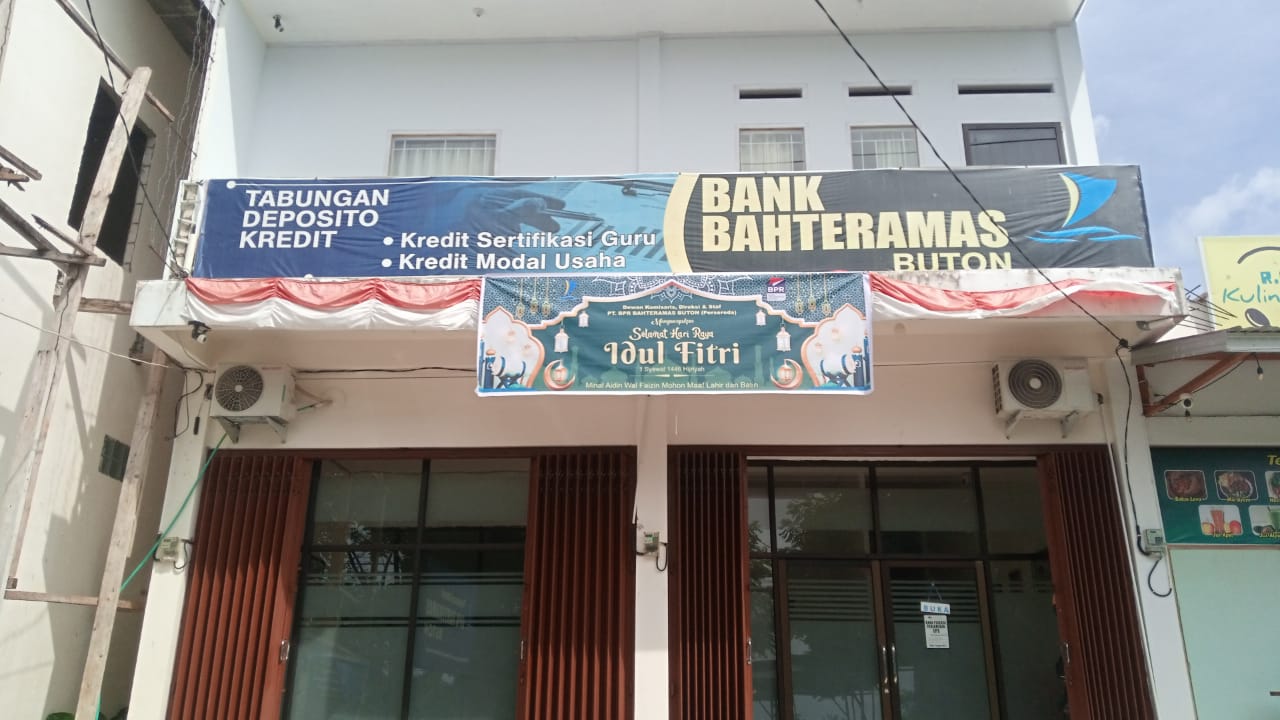 TABUNGAN
DEPOSITO
KREDIT
• Kredit Sertifikasi Guru
• Kredit Modal Usaha
BANK
BAHTERAMAS
BUTON
BPR
Dewan Komisaris, Direksi & Staf
PT. BPR BAHTERAMAS BUTON (Perseroda)
Mengucapkan
Selamat Hari Raya
Idul Fitri
1 Syawal 1446 Hijriyah
Minal Aidin Wal Faizin Mohon Maaf Lahir dan Batin
Kulin
BUKA